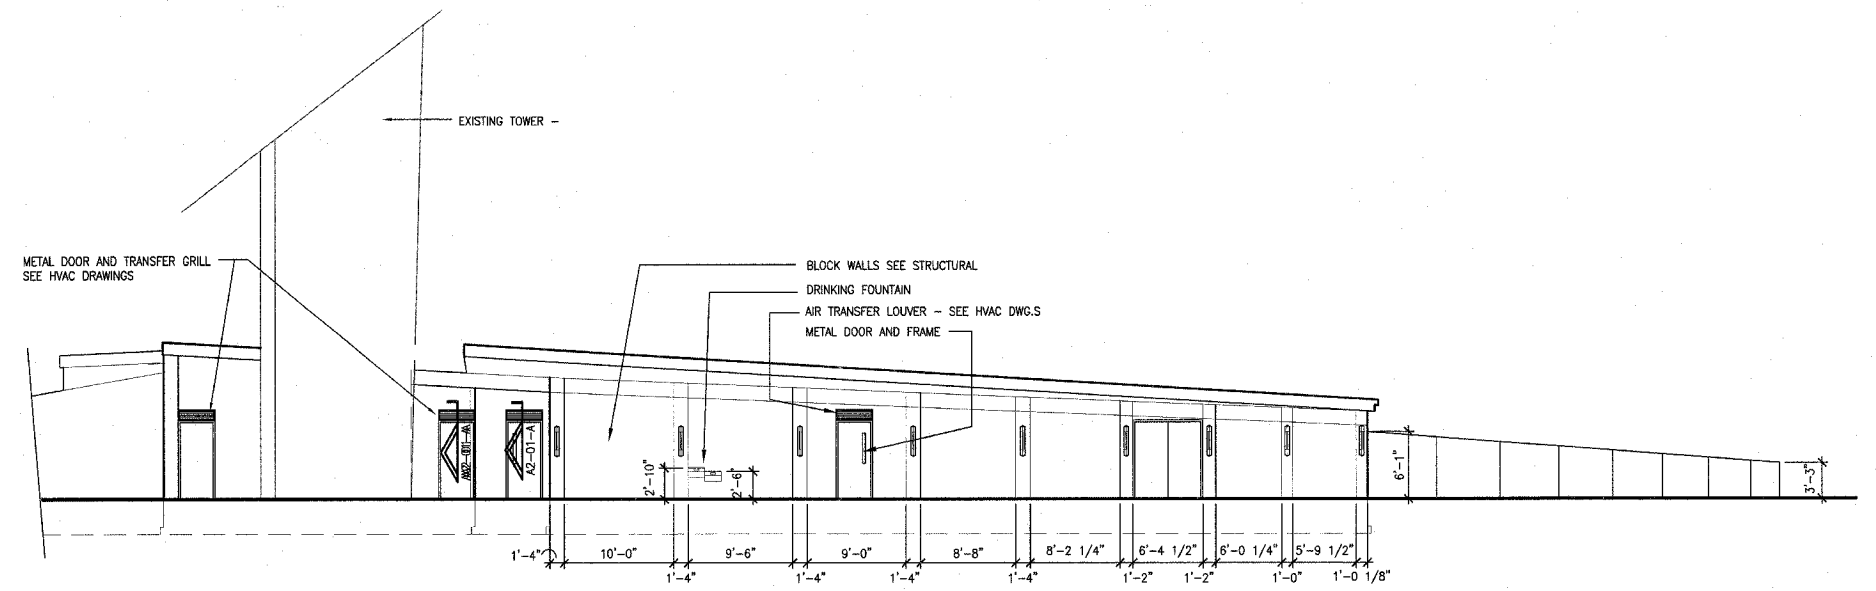 EXISTING TOWER -
METAL DOOR AND TRANSFER GRILL
SEE HVAC DRAWINGS
BLOCK WALLS SEE STRUCTURAL
DRINKING FOUNTAIN
AIR TRANSFER LOUVER - SEE HVAC DWG.S
METAL DOOR AND FRAME
A2-01-A
2'-10"
2'-6"
6'-1"
3'-3"
1'-4" 10'-0" 9'-6" 9'-0" 8'-8" 8'-2 1/4" 6'-4 1/2" 6'-0 1/4" 5'-9 1/2"
1'-4" 1'-4" 1'-4" 1'-4" 1'-2" 1'-2" 1'-0" 1'-0 1/8"